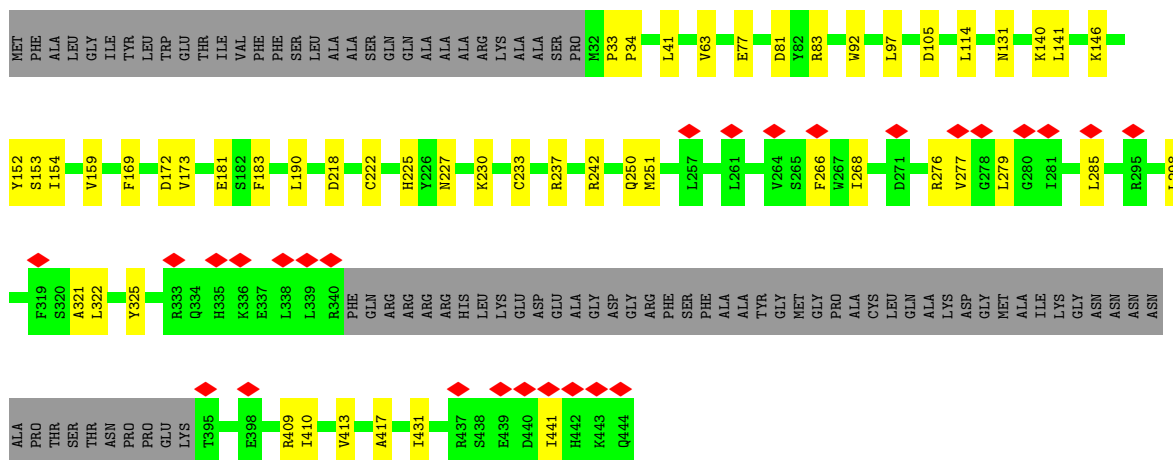 MET PHE ALA LEU GLY ILE TYR LEU TRP GLU THR ILE VAL PHE PHE SER LEU ALA ALA SER GLN GLN ALA ALA ALA ARG LYS ALA ALA SER PRO M32 P33 P34 L41 V63 E77 D81 Y82 R83 W92 L97 D105 L114 N131 K140 L141 K146
Y152 S153 I154 V159 F169 D172 V173 E181 S182 F183 L190 D218 C222 H225 Y226 N227 K230 C233 R237 R242 Q250 M251 L257 L261 V264 S265 F266 W267 I268 D271 R276 V277 G278 L279 G280 I281 L285 R295
F319 S320 A321 L322 Y325 R333 Q334 H335 K336 E337 L338 L339 R340 PHE GLN ARG ARG ARG ARG HIS LEU LYS GLU ASP GLU ALA GLY ASP GLY ARG PHE SER PHE ALA ALA TYR GLY MET GLY PRO ALA CYS LEU GLN ALA LYS ASP GLY MET ALA ILE LYS GLY ASN ASN ASN ASN
ALA PRO THR SER THR ASN PRO PRO GLU LYS T395 E398 R409 I410 V413 A417 I431 R437 S438 E439 D440 I441 H442 K443 Q444